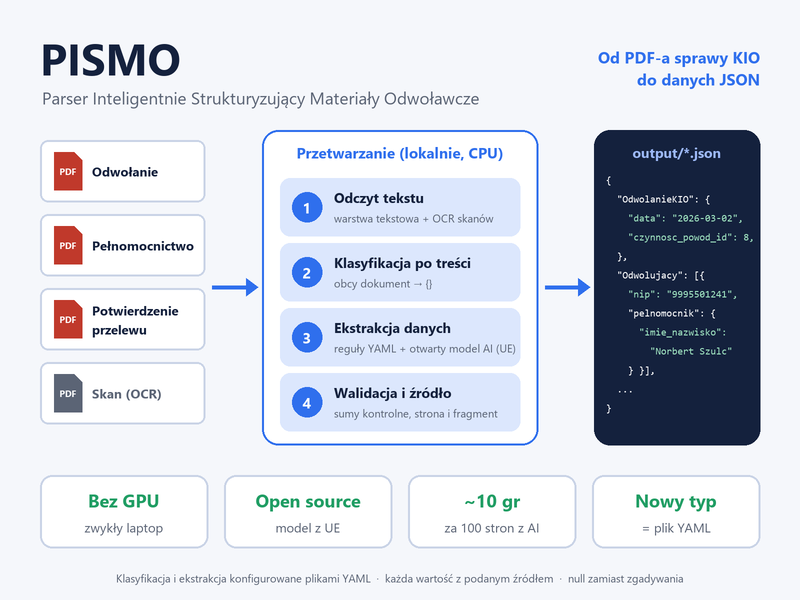 PISMO
Parser Inteligentnie Strukturyzujący Materiały Odwoławcze
Od PDF-a sprawy KIO
do danych JSON
PDF
Odwołanie
PDF
Pełnomocnictwo
PDF
Potwierdzenie
przelewu
PDF
Skan (OCR)
Przetwarzanie (lokalnie, CPU)
1
Odczyt tekstu
warstwa tekstowa + OCR skanów
2
Klasyfikacja po treści
obcy dokument → {}
3
Ekstrakcja danych
reguły YAML + otwarty model AI (UE)
4
Walidacja i źródło
sumy kontrolne, strona i fragment
output/*.json
{
"OdwolanieKIO": {
"data": "2026-03-02",
"czynnosc_powod_id": 8,
},
"Odwolujacy": [{
"nip": "9995501241",
"pelnomocnik": {
"imie_nazwisko":
"Norbert Szulc"
} }],
...
}
Bez GPU
zwykły laptop
Open source
model z UE
~10 gr
za 100 stron z AI
Nowy typ
= plik YAML
Klasyfikacja i ekstrakcja konfigurowane plikami YAML · każda wartość z podanym źródłem · null zamiast zgadywania